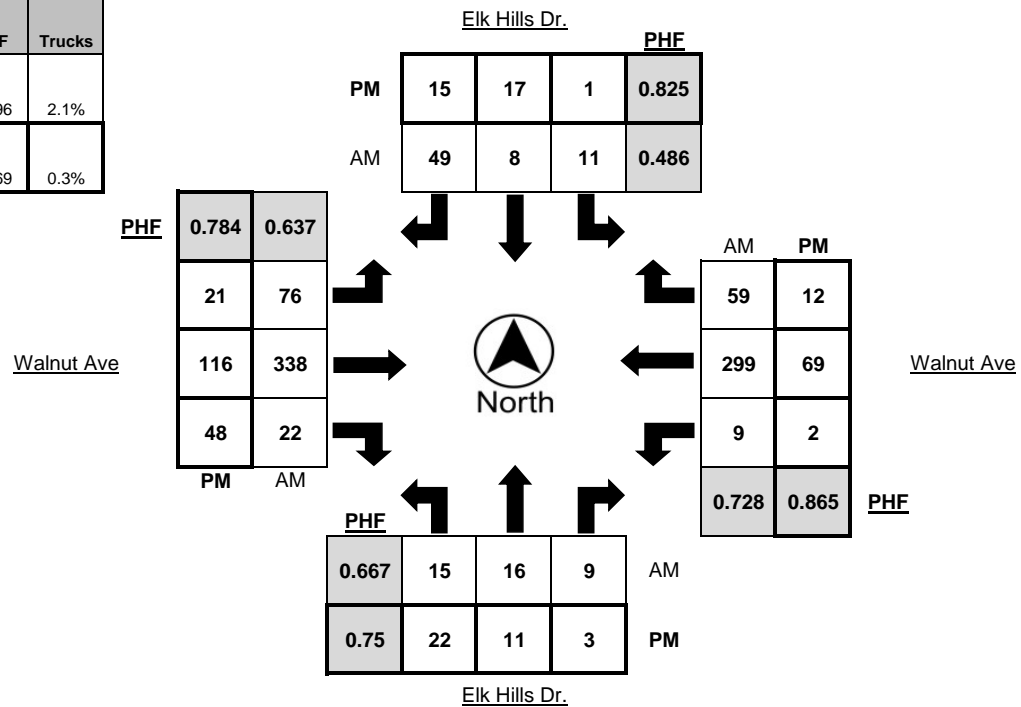 Elk Hills Dr.
F Trucks
PHF
PM 15 17 1 0.825
96 2.1%
AM 49 8 11 0.486
69 0.3%
PHF 0.784 0.637
AM PM
21 76 59 12
Walnut Ave 116 338 299 69 Walnut Ave
North
48 22 9 2
PM AM
0.728 0.865 PHF
PHF
0.667 15 16 9 AM
0.75 22 11 3 PM
Elk Hills Dr.